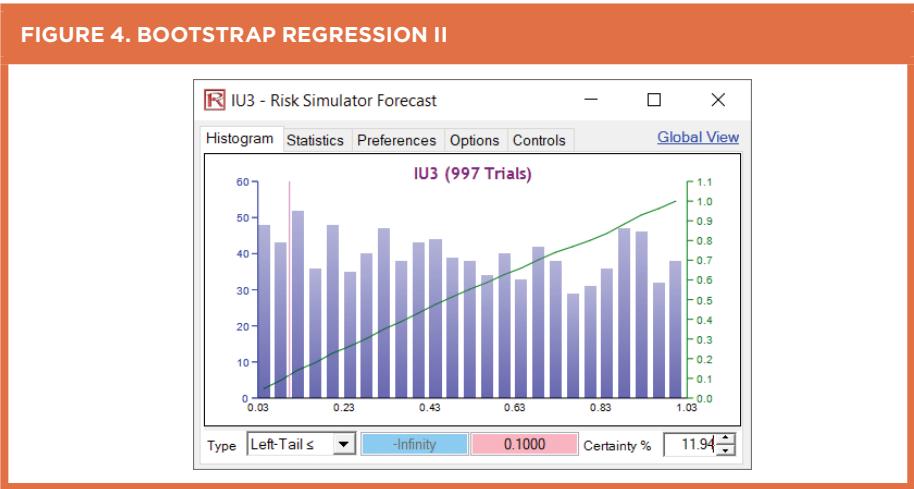 FIGURE 4. BOOTSTRAP REGRESSION II
R IU3 - Risk Simulator Forecast
Histogram Statistics Preferences Options Controls Global View
IU3 (997 Trials)
60 1.1
1.0
50 0.9
40 0.8
0.7
30 0.6
0.5
20 0.4
0.3
10 0.2
0.1
0 0.0
0.03 0.23 0.43 0.63 0.83 1.03
Type Left-Tail ≤ -Infinity 0.1000 Certainty % 11.94